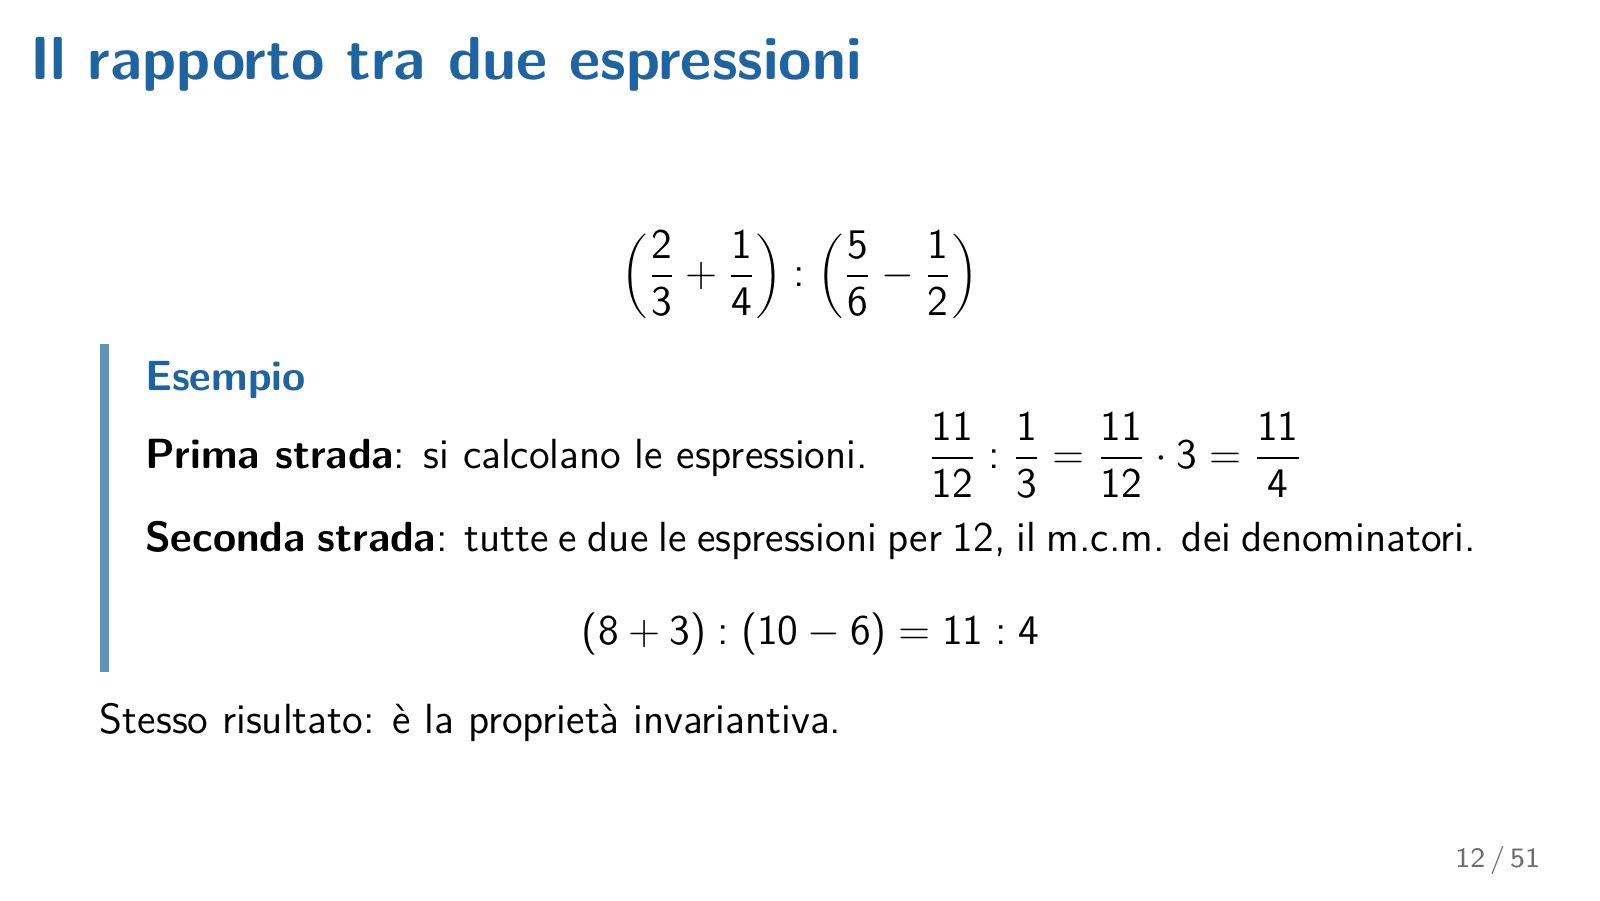 Il rapporto tra due espressioni
(2/3 + 1/4) : (5/6 − 1/2)
Esempio
Prima strada: si calcolano le espressioni. 11/12 : 1/3 = 11/12 · 3 = 11/4
Seconda strada: tutte e due le espressioni per 12, il m.c.m. dei denominatori.
(8 + 3) : (10 − 6) = 11 : 4
Stesso risultato: è la proprietà invariantiva.
12 / 51